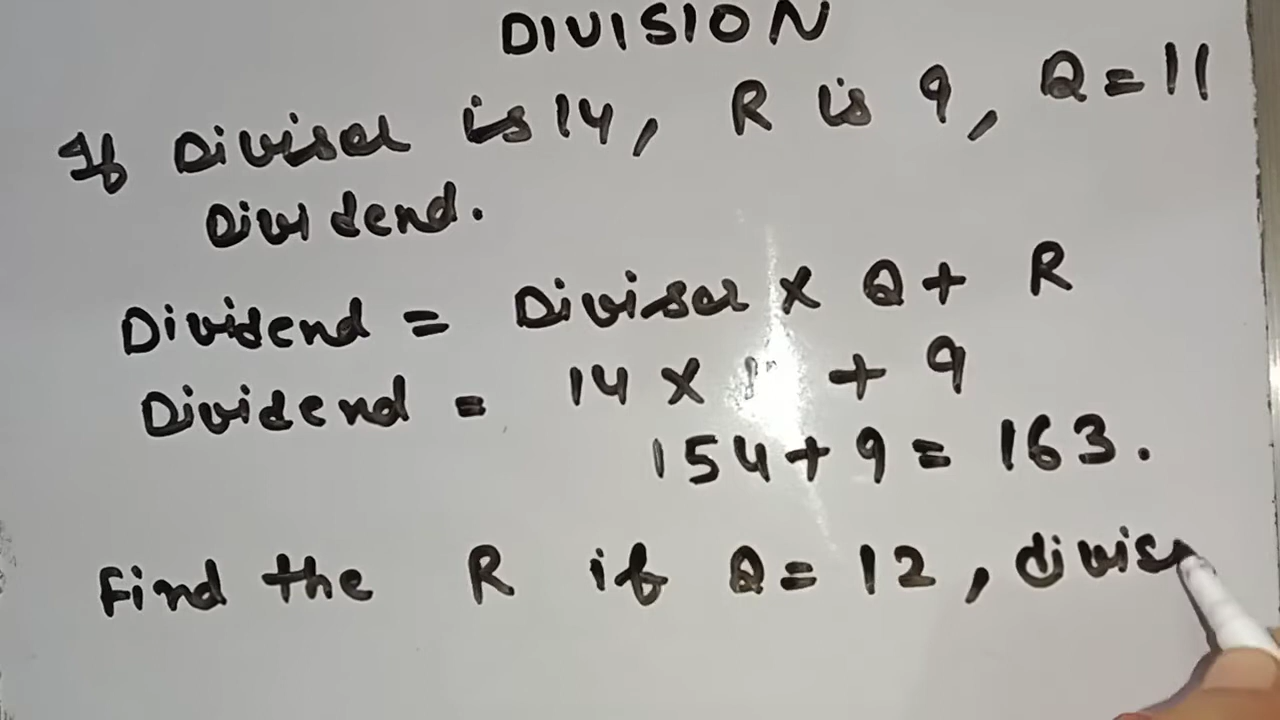 DIVISION
If Divisor is 14, R is 9, Q = 11
Dividend.
Dividend = Divisor x Q + R
Dividend = 14 x + 9
154 + 9 = 163.
Find the R if Q = 12, divis